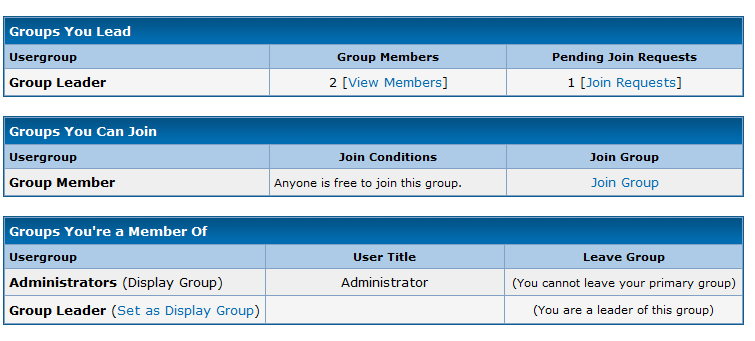 Groups You Lead
Usergroup Group Members Pending Join Requests
Group Leader 2 [View Members] 1 [Join Requests]
Groups You Can Join
Usergroup Join Conditions Join Group
Group Member Anyone is free to join this group. Join Group
Groups You're a Member Of
Usergroup User Title Leave Group
Administrators (Display Group) Administrator (You cannot leave your primary group)
Group Leader (Set as Display Group) (You are a leader of this group)